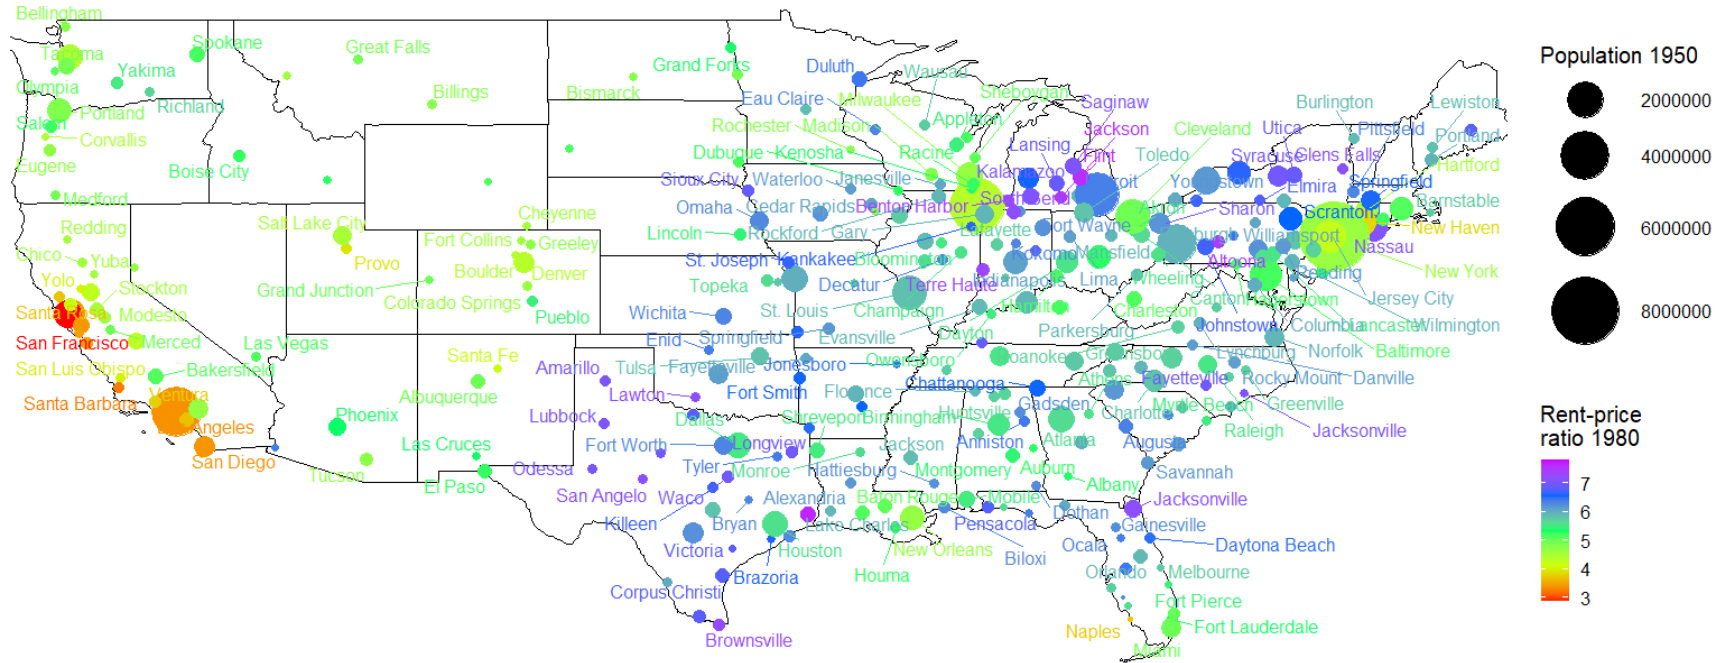 Bellingham
Tacoma
Spokane
Great Falls
Yakima
Olympia
Richland
Portland
Salem
Corvallis
Eugene
Boise City
Medford
Billings
Bismarck
Grand Forks
Duluth
Wausau
Eau Claire
Milwaukee
Sheboygan
Saginaw
Rochester
Madison
Appleton
Jackson
Cleveland
Burlington
Lewiston
Utica
Pittsfield
Portland
Dubuque
Kenosha
Racine
Lansing
Flint
Toledo
Syracuse
Glens Falls
Hartford
Sioux City
Waterloo
Janesville
Kalamazoo
Elmira
Springfield
Omaha
Cedar Rapids
Benton Harbor
South Bend
Akron
Sharon
Scranton
Barnstable
Lincoln
Rockford
Gary
Lafayette
Fort Wayne
Williamsport
New Haven
Nassau
St. Joseph
Kankakee
Bloomington
Kokomo
Mansfield
Altoona
New York
Topeka
Decatur
Terre Haute
Indianapolis
Lima
Wheeling
Reading
Jersey City
Wichita
St. Louis
Champaign
Hamilton
Charleston
Canton
Hagerstown
Wilmington
Enid
Springfield
Evansville
Dayton
Parkersburg
Johnstown
Columbia
Lancaster
Baltimore
Redding
Chico
Yuba
Yolo
Stockton
Santa Rosa
Modesto
San Francisco
Merced
San Luis Obispo
Bakersfield
Santa Barbara
Ventura
Los Angeles
San Diego
Salt Lake City
Provo
Cheyenne
Fort Collins
Greeley
Boulder
Denver
Grand Junction
Colorado Springs
Pueblo
Las Vegas
Santa Fe
Albuquerque
Phoenix
Las Cruces
Tucson
El Paso
Amarillo
Tulsa
Fayetteville
Jonesboro
Owensboro
Roanoke
Greensboro
Lynchburg
Norfolk
Lawton
Fort Smith
Florence
Chattanooga
Athens
Fayetteville
Rocky Mount
Danville
Lubbock
Dallas
Shreveport
Birmingham
Huntsville
Gadsden
Charlotte
Myrtle Beach
Greenville
Fort Worth
Longview
Jackson
Anniston
Atlanta
Augusta
Raleigh
Jacksonville
Odessa
Tyler
Monroe
Hattiesburg
Montgomery
Auburn
Albany
Savannah
San Angelo
Waco
Alexandria
Baton Rouge
Mobile
Jacksonville
Killeen
Bryan
Lake Charles
Pensacola
Dothan
Gainesville
Victoria
Houston
New Orleans
Biloxi
Ocala
Daytona Beach
Brazoria
Houma
Orlando
Melbourne
Corpus Christi
Fort Pierce
Brownsville
Naples
Fort Lauderdale
Miami
Population 1950
2000000
4000000
6000000
8000000
Rent-price
ratio 1980
7
6
5
4
3